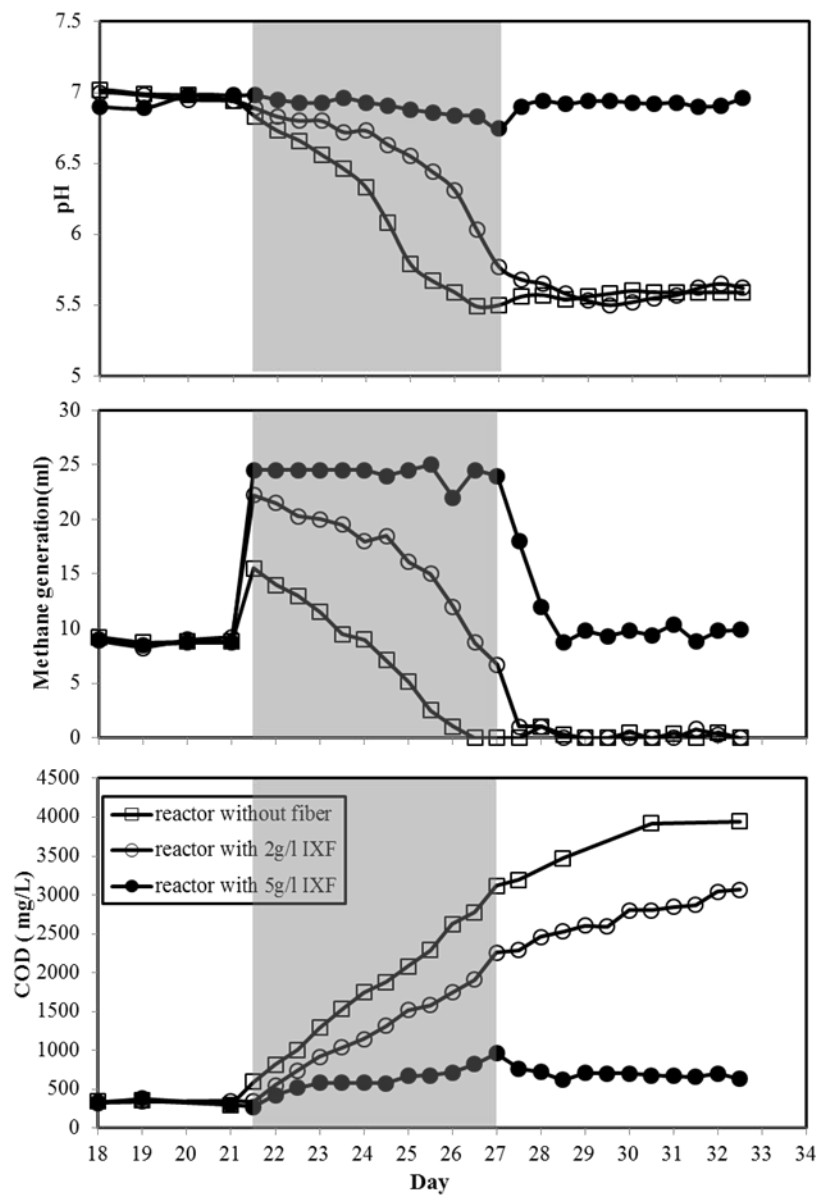 7.5
7
6.5
6
5.5
5
pH
30
25
20
15
10
5
0
Methane generation(ml)
4500
4000
3500
3000
2500
2000
1500
1000
500
0
COD ( mg/L)
reactor without fiber
reactor with 2g/l IXF
reactor with 5g/l IXF
18 19 20 21 22 23 24 25 26 27 28 29 30 31 32 33 34
Day